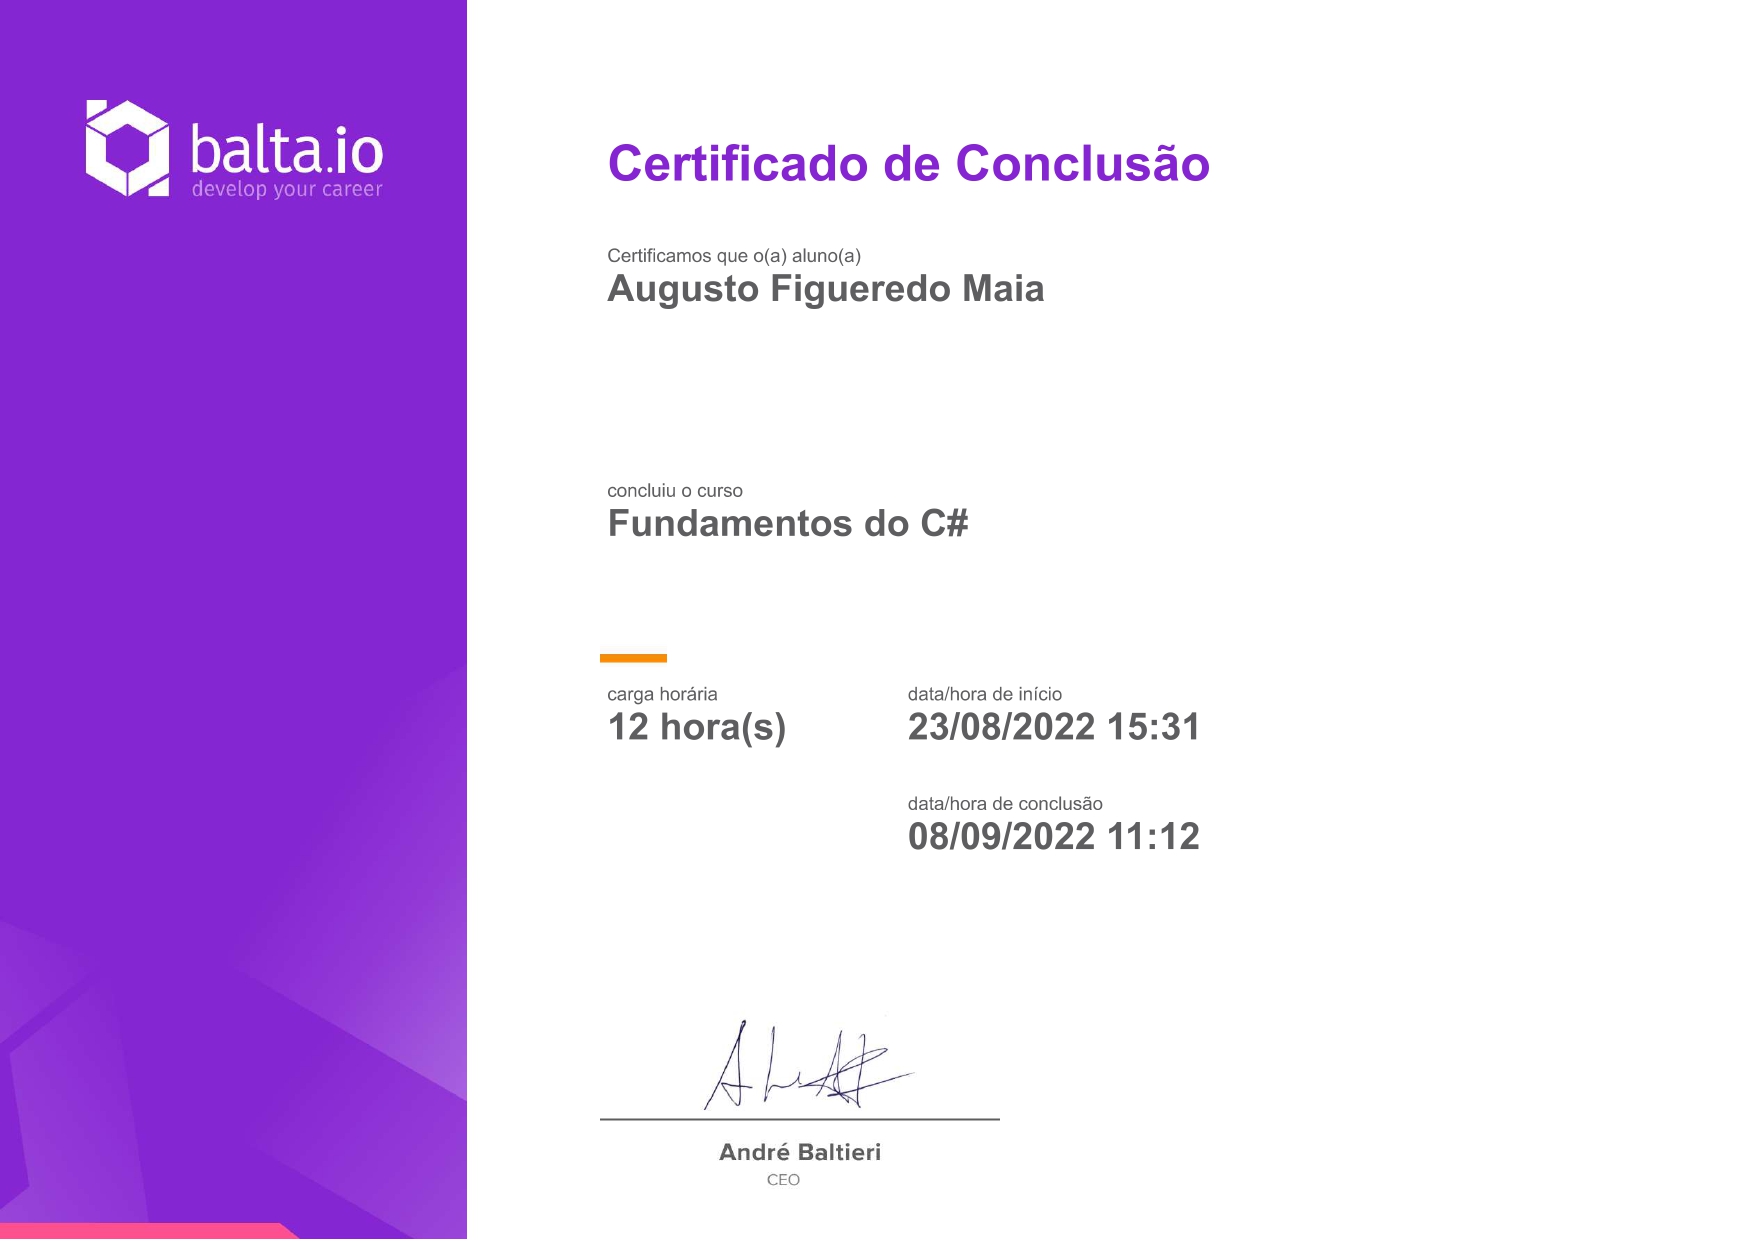 balta.io
develop your career
Certificado de Conclusão
Certificamos que o(a) aluno(a)
Augusto Figueredo Maia
concluiu o curso
Fundamentos do C#
carga horária
12 hora(s)
data/hora de início
23/08/2022 15:31
data/hora de conclusão
08/09/2022 11:12
André Baltieri
CEO